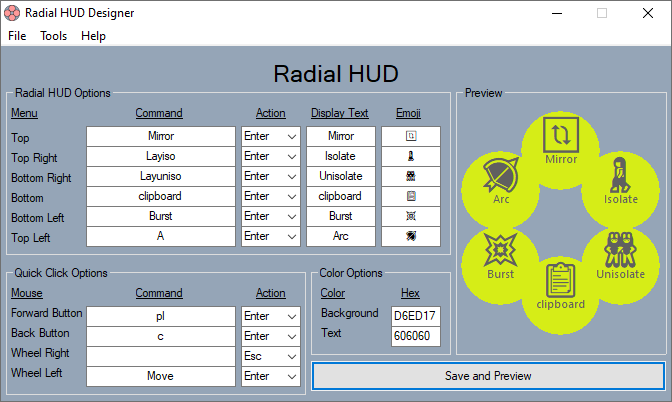 Radial HUD Designer
File Tools Help
Radial HUD
Radial HUD Options
Menu Command Action Display Text Emoji
Top Mirror Enter Mirror
Top Right Layiso Enter Isolate
Bottom Right Layuniso Enter Unisolate
Bottom clipboard Enter clipboard
Bottom Left Burst Enter Burst
Top Left A Enter Arc
Quick Click Options
Mouse Command Action
Forward Button pl Enter
Back Button c Enter
Wheel Right Esc
Wheel Left Move Enter
Color Options
Color Hex
Background D6ED17
Text 606060
Preview
Mirror
Arc Isolate
Burst Unisolate
clipboard
Save and Preview